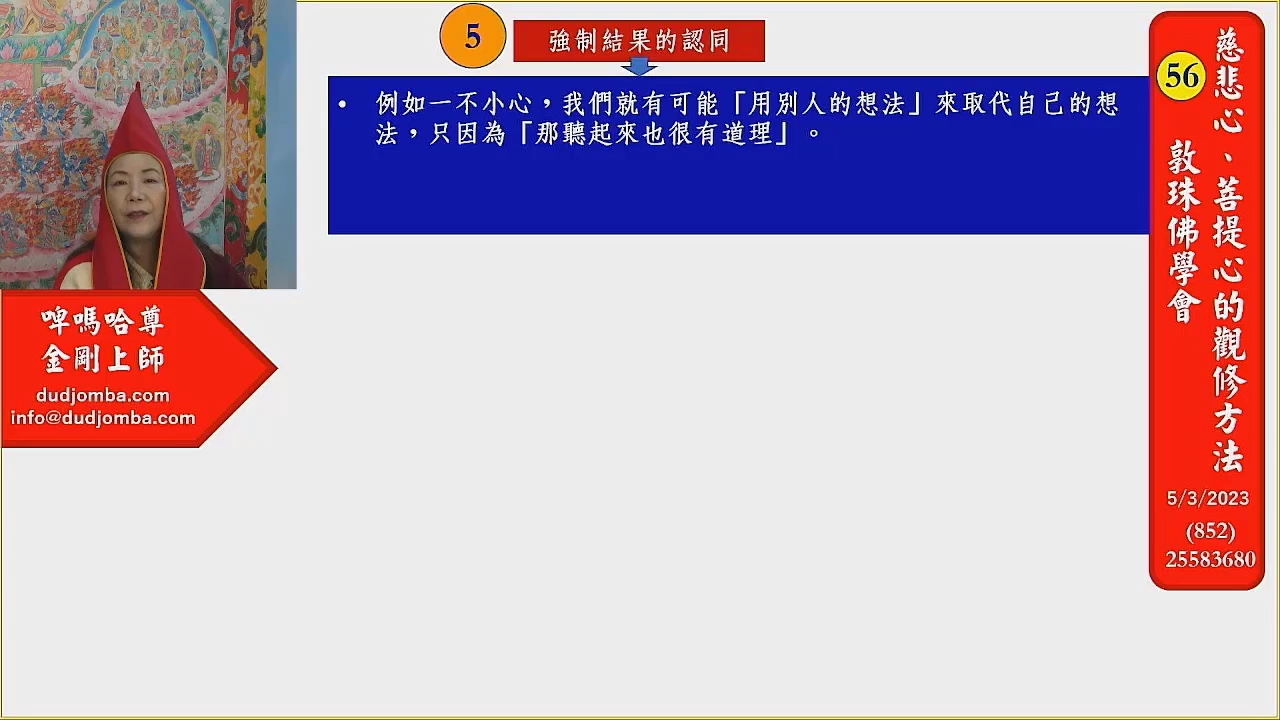 5
強制結果的認同
• 例如一不小心，我們就有可能「用別人的想法」來取代自己的想
法，只因為「那聽起來也很有道理」。
啤嗎哈尊
金剛上師
dudjomba.com
info@dudjomba.com
56
慈悲心、菩提心的觀修方法
敦珠佛學會
5/3/2023
(852)
25583680